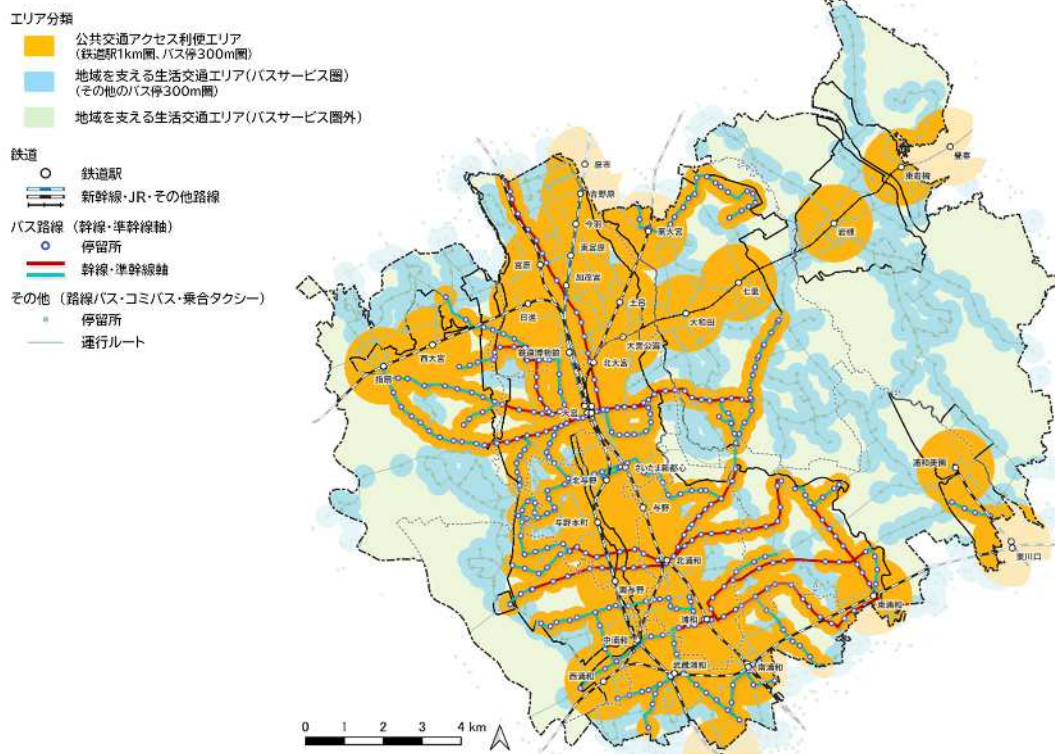 エリア分類
公共交通アクセス利便エリア
(鉄道駅1km圏、バス停300m圏)
地域を支える生活交通エリア(バスサービス圏)
(その他のバス停300m圏)
地域を支える生活交通エリア(バスサービス圏外)
鉄道
鉄道駅
新幹線・JR・その他路線
バス路線 (幹線・準幹線軸)
停留所
幹線・準幹線軸
その他 (路線バス・コミバス・乗合タクシー)
停留所
運行ルート
原市
吉野原
今羽
東宮原
宮原
加茂宮
東大宮
土呂
日進
西大宮
指扇
鉄道博物館
大宮公園
北大宮
大和田
七里
岩槻
東岩槻
豊春
大宮
さいたま新都心
北与野
与野本町
与野
北浦和
南与野
浦和
中浦和
西浦和
武蔵浦和
南浦和
東浦和
浦和美園
東川口
0 1 2 3 4 km